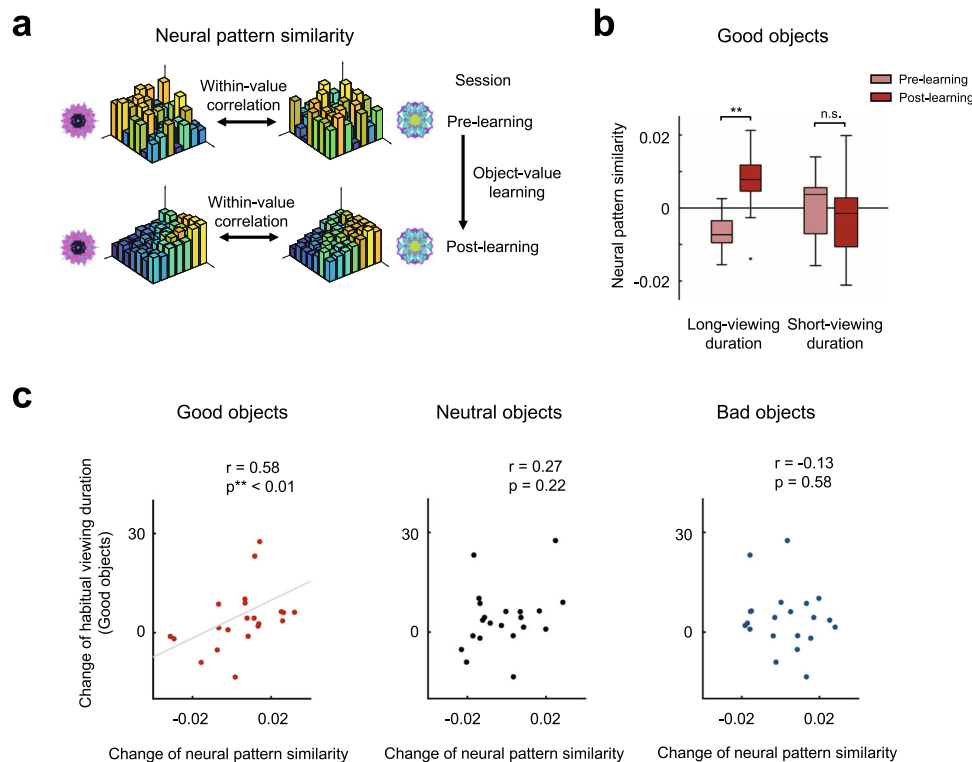 a
Neural pattern similarity
Within-value
correlation
Session
Pre-learning
Object-value
learning
Within-value
correlation
Post-learning
b
Good objects
Pre-learning
Post-learning
**
n.s.
Neural pattern similarity
0.02
0
-0.02
Long-viewing
duration
Short-viewing
duration
c
Good objects
r = 0.58
p** < 0.01
Change of habitual viewing duration
(Good objects)
30
0
-0.02
0.02
Change of neural pattern similarity
Neutral objects
r = 0.27
p = 0.22
30
0
-0.02
0.02
Change of neural pattern similarity
Bad objects
r = -0.13
p = 0.58
30
0
-0.02
0.02
Change of neural pattern similarity